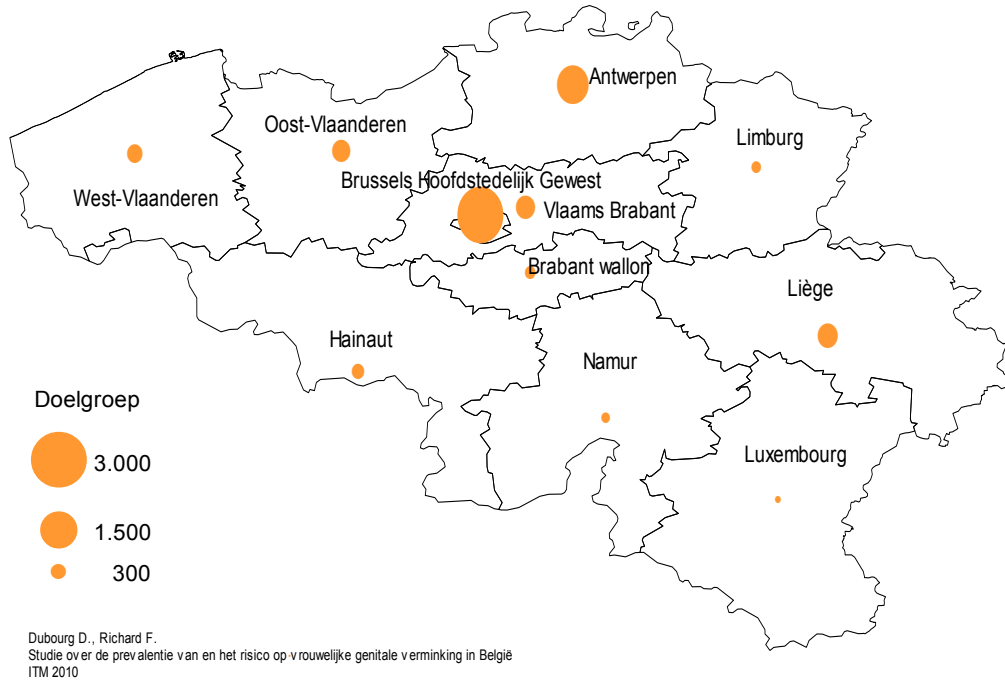 Antwerpen
Oost-Vlaanderen
Limburg
Brussels Hoofdstedelijk Gewest
West-Vlaanderen
Vlaams Brabant
Brabant wallon
Liège
Hainaut
Namur
Luxembourg
Doelgroep
3.000
1.500
300
Dubourg D., Richard F.
Studie over de prevalentie van en het risico op vrouwelijke genitale verminking in België
ITM 2010